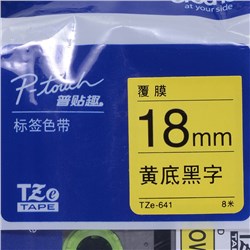 at your side
P-touch
普贴趣
标签色带
TZe
TAPE
覆膜
18mm
黄底黑字
TZe-641 8米